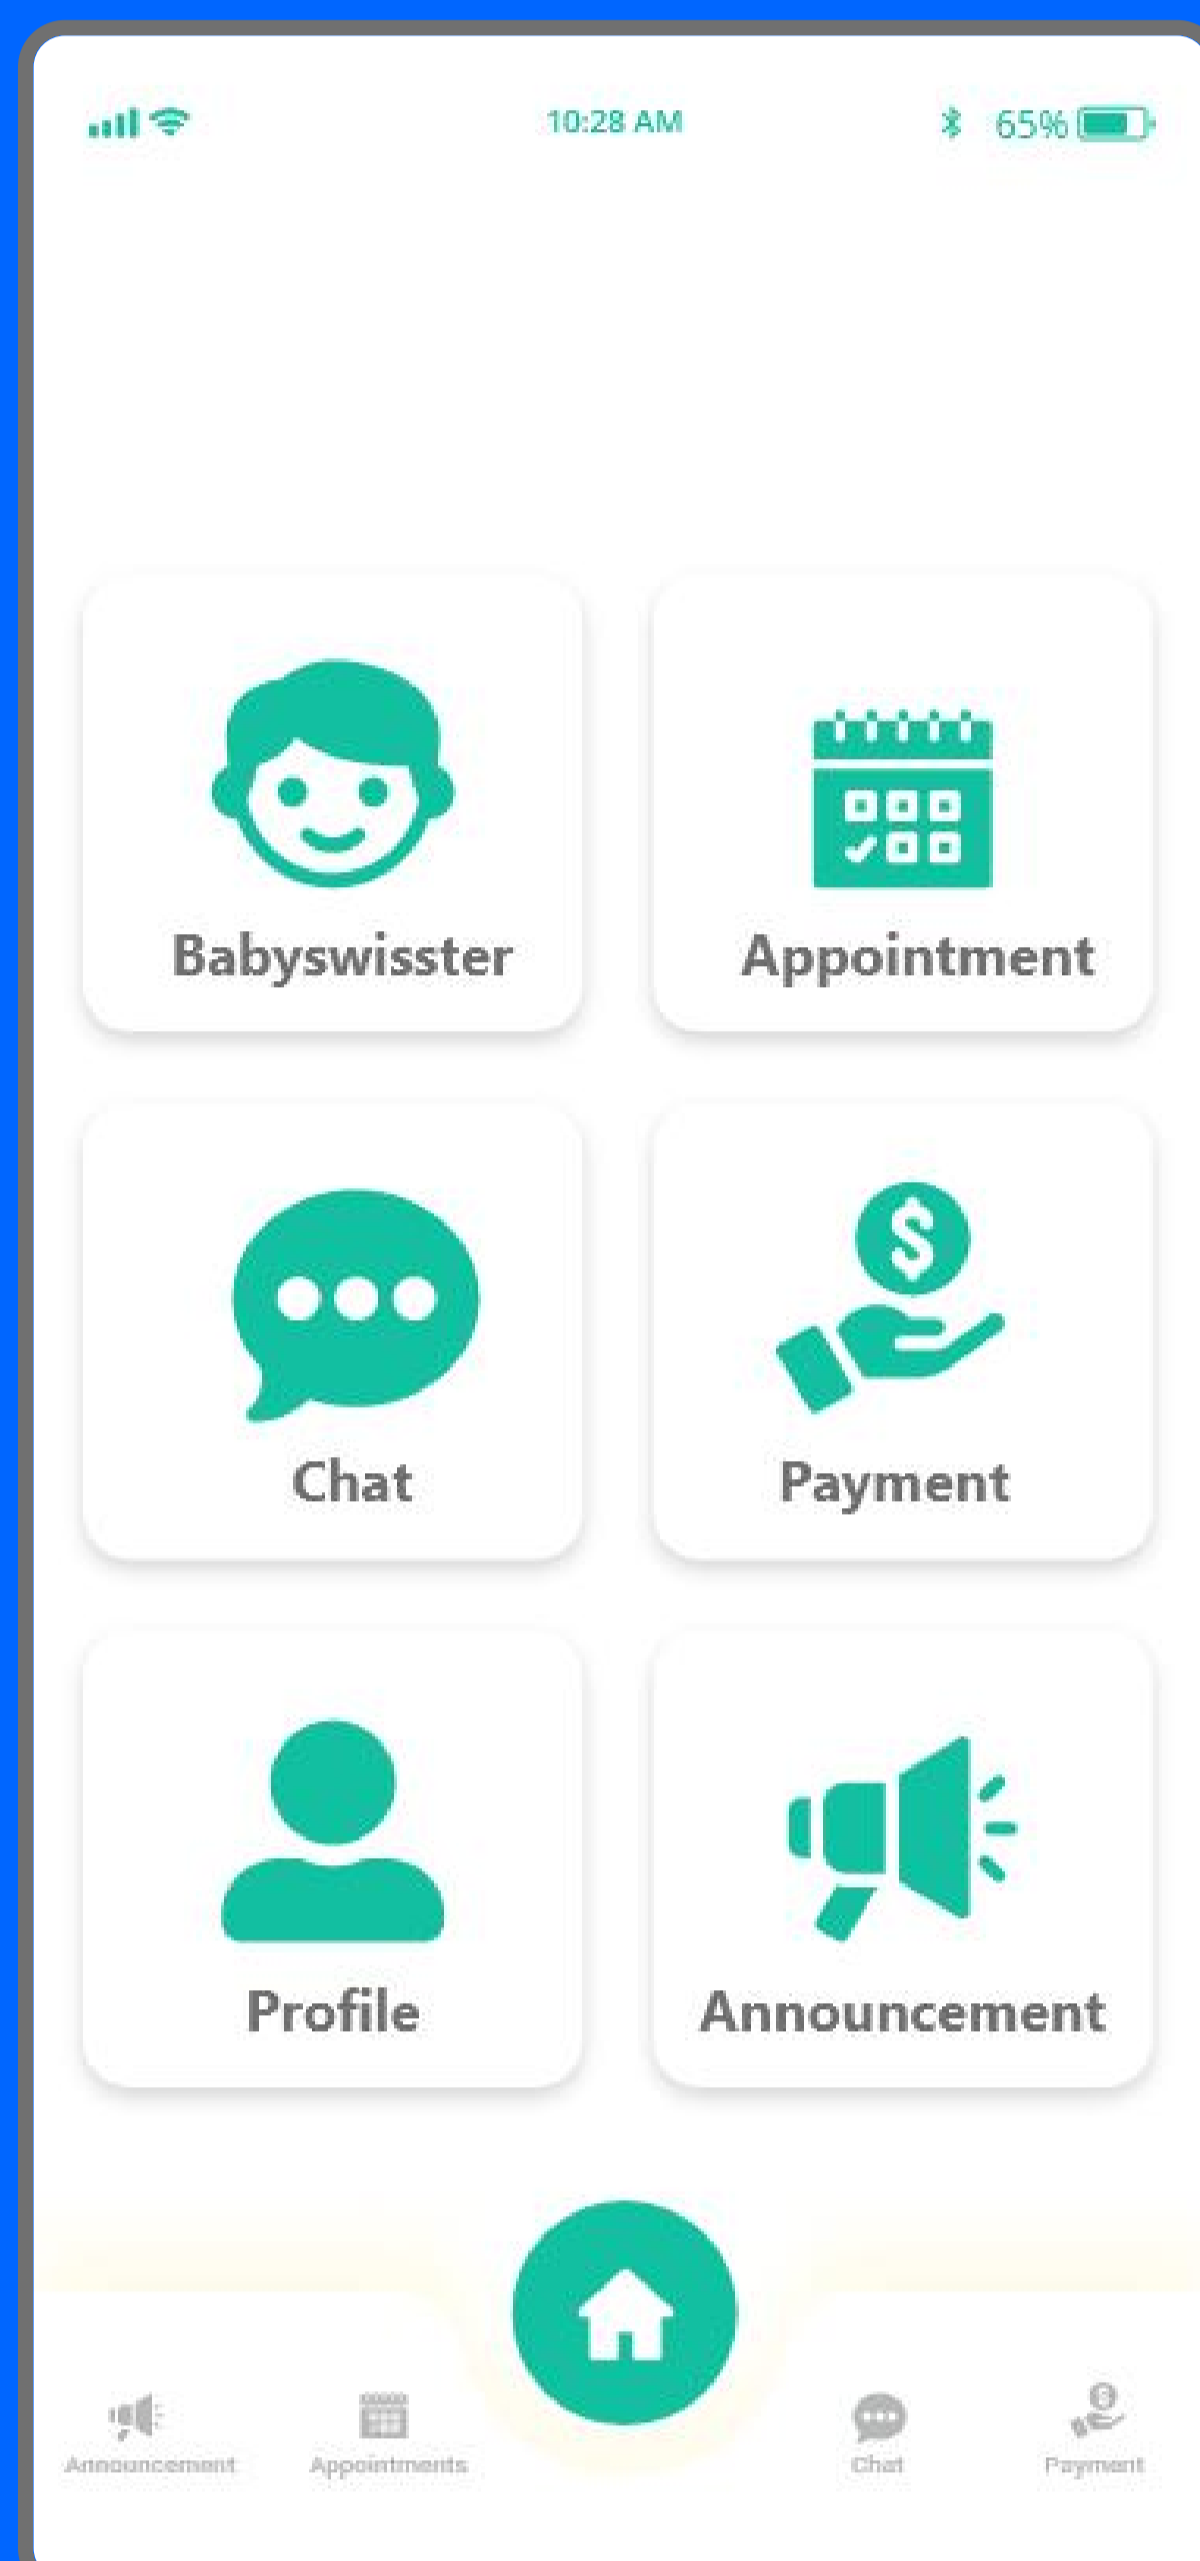 10:28 AM 65%
Babyswisster Appointment
$
Chat Payment
Profile Announcement
Announcement Appointments Chat Payment